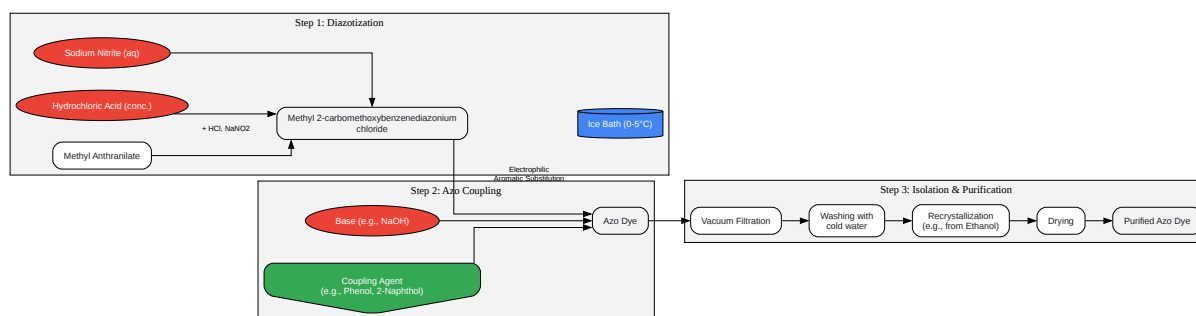 Step 1: Diazotization
Sodium Nitrite (aq)
Hydrochloric Acid (conc.)
+ HCl, NaNO2
Methyl Anthranilate
Methyl 2-carbomethoxybenzenediazonium
chloride
Ice Bath (0-5°C)
Electrophilic
Aromatic Substitution
Step 2: Azo Coupling
Base (e.g., NaOH)
Coupling Agent
(e.g., Phenol, 2-Naphthol)
Azo Dye
Step 3: Isolation & Purification
Vacuum Filtration
Washing with
cold water
Recrystallization
(e.g., from Ethanol)
Drying
Purified Azo Dye